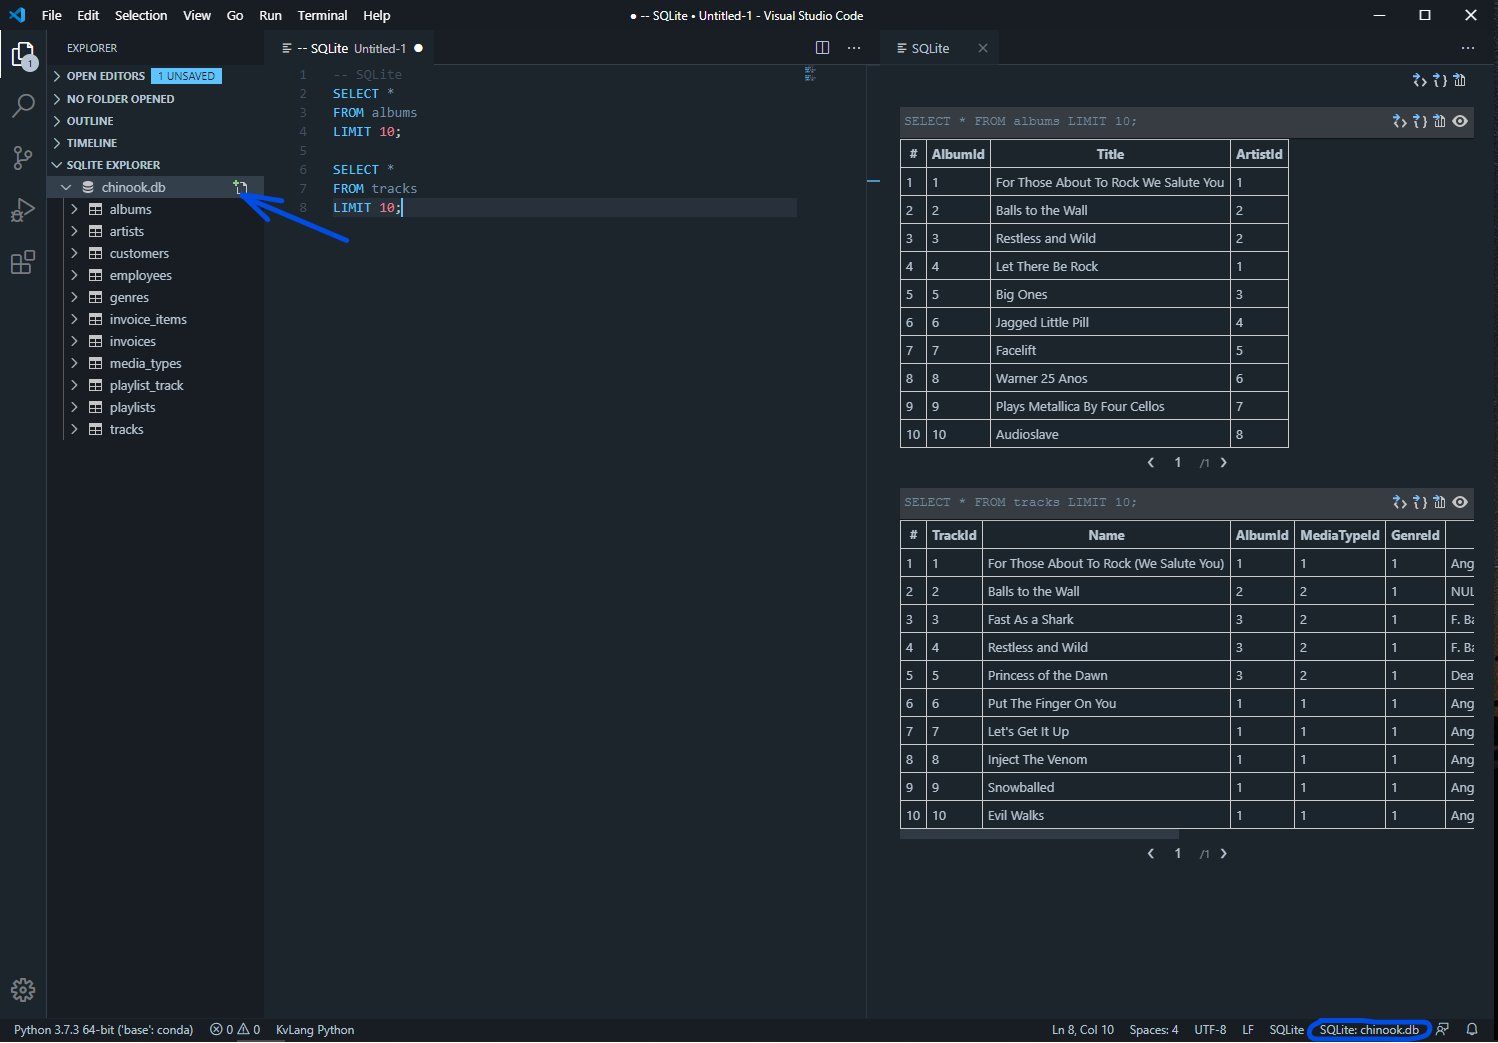 File Edit Selection View Go Run Terminal Help
● -- SQLite • Untitled-1 - Visual Studio Code
1
EXPLORER
OPEN EDITORS 1 UNSAVED
NO FOLDER OPENED
OUTLINE
TIMELINE
SQLITE EXPLORER
chinook.db
albums
artists
customers
employees
genres
invoice_items
invoices
media_types
playlist_track
playlists
tracks
-- SQLite Untitled-1 ●
1 -- SQLite
2 SELECT *
3 FROM albums
4 LIMIT 10;
5
6 SELECT *
7 FROM tracks
8 LIMIT 10;
SQLite
SELECT * FROM albums LIMIT 10;
# AlbumId Title ArtistId
1 1 For Those About To Rock We Salute You 1
2 2 Balls to the Wall 2
3 3 Restless and Wild 2
4 4 Let There Be Rock 1
5 5 Big Ones 3
6 6 Jagged Little Pill 4
7 7 Facelift 5
8 8 Warner 25 Anos 6
9 9 Plays Metallica By Four Cellos 7
10 10 Audioslave 8
1 /1
SELECT * FROM tracks LIMIT 10;
# TrackId Name AlbumId MediaTypeId GenreId
1 1 For Those About To Rock (We Salute You) 1 1 1 Ang
2 2 Balls to the Wall 2 2 1 NUL
3 3 Fast As a Shark 3 2 1 F. Ba
4 4 Restless and Wild 3 2 1 F. Ba
5 5 Princess of the Dawn 3 2 1 Dea
6 6 Put The Finger On You 1 1 1 Ang
7 7 Let's Get It Up 1 1 1 Ang
8 8 Inject The Venom 1 1 1 Ang
9 9 Snowballed 1 1 1 Ang
10 10 Evil Walks 1 1 1 Ang
1 /1
Python 3.7.3 64-bit ('base': conda) 0 0 KvLang Python
Ln 8, Col 10 Spaces: 4 UTF-8 LF SQLite SQLite: chinook.db